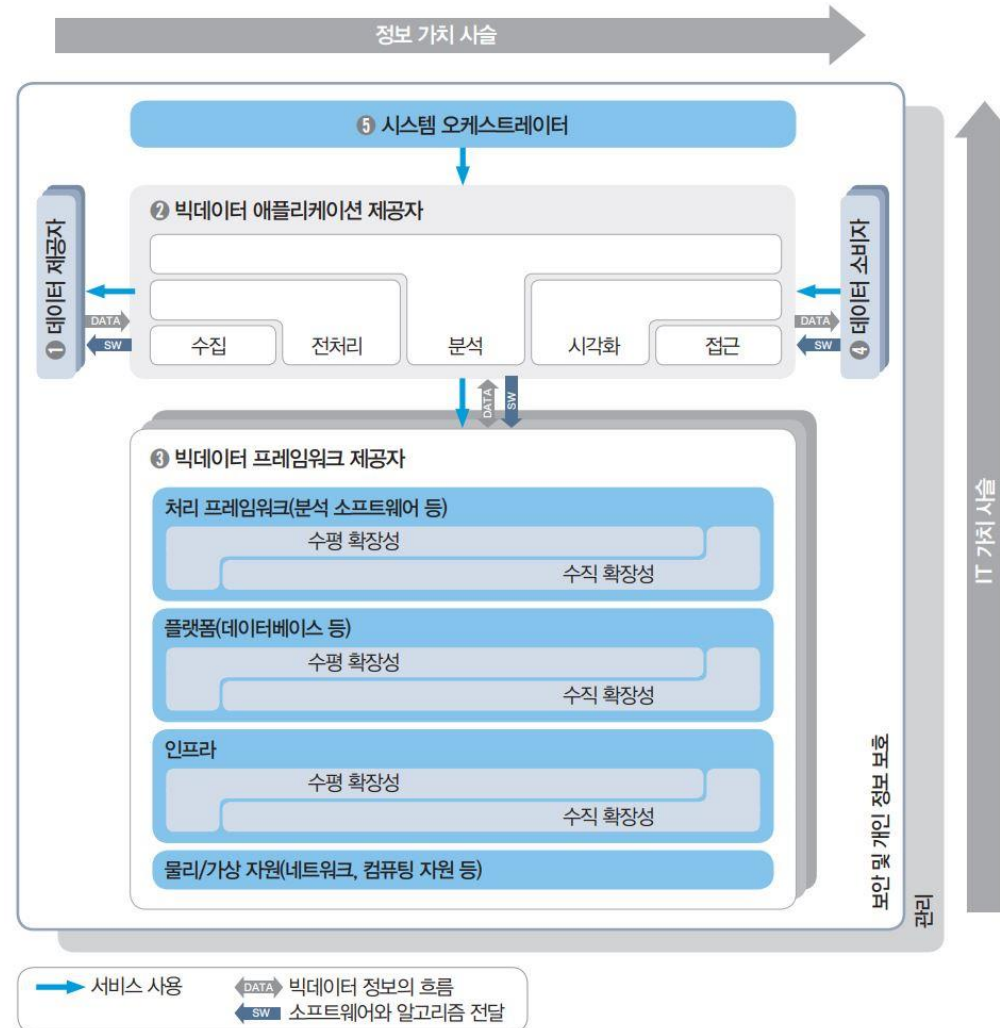 정보 가치 사슬
❺ 시스템 오케스트레이터
❶ 데이터 제공자
❷ 빅데이터 애플리케이션 제공자
❹ 데이터 소비자
DATA
SW
수집
전처리
분석
시각화
접근
DATA
SW
DATA
SW
❸ 빅데이터 프레임워크 제공자
처리 프레임워크(분석 소프트웨어 등)
수평 확장성
수직 확장성
플랫폼(데이터베이스 등)
수평 확장성
수직 확장성
인프라
수평 확장성
수직 확장성
물리/가상 자원(네트워크, 컴퓨팅 자원 등)
보안 및 개인 정보 보호
관리
IT 가치 사슬
서비스 사용
DATA 빅데이터 정보의 흐름
SW 소프트웨어와 알고리즘 전달